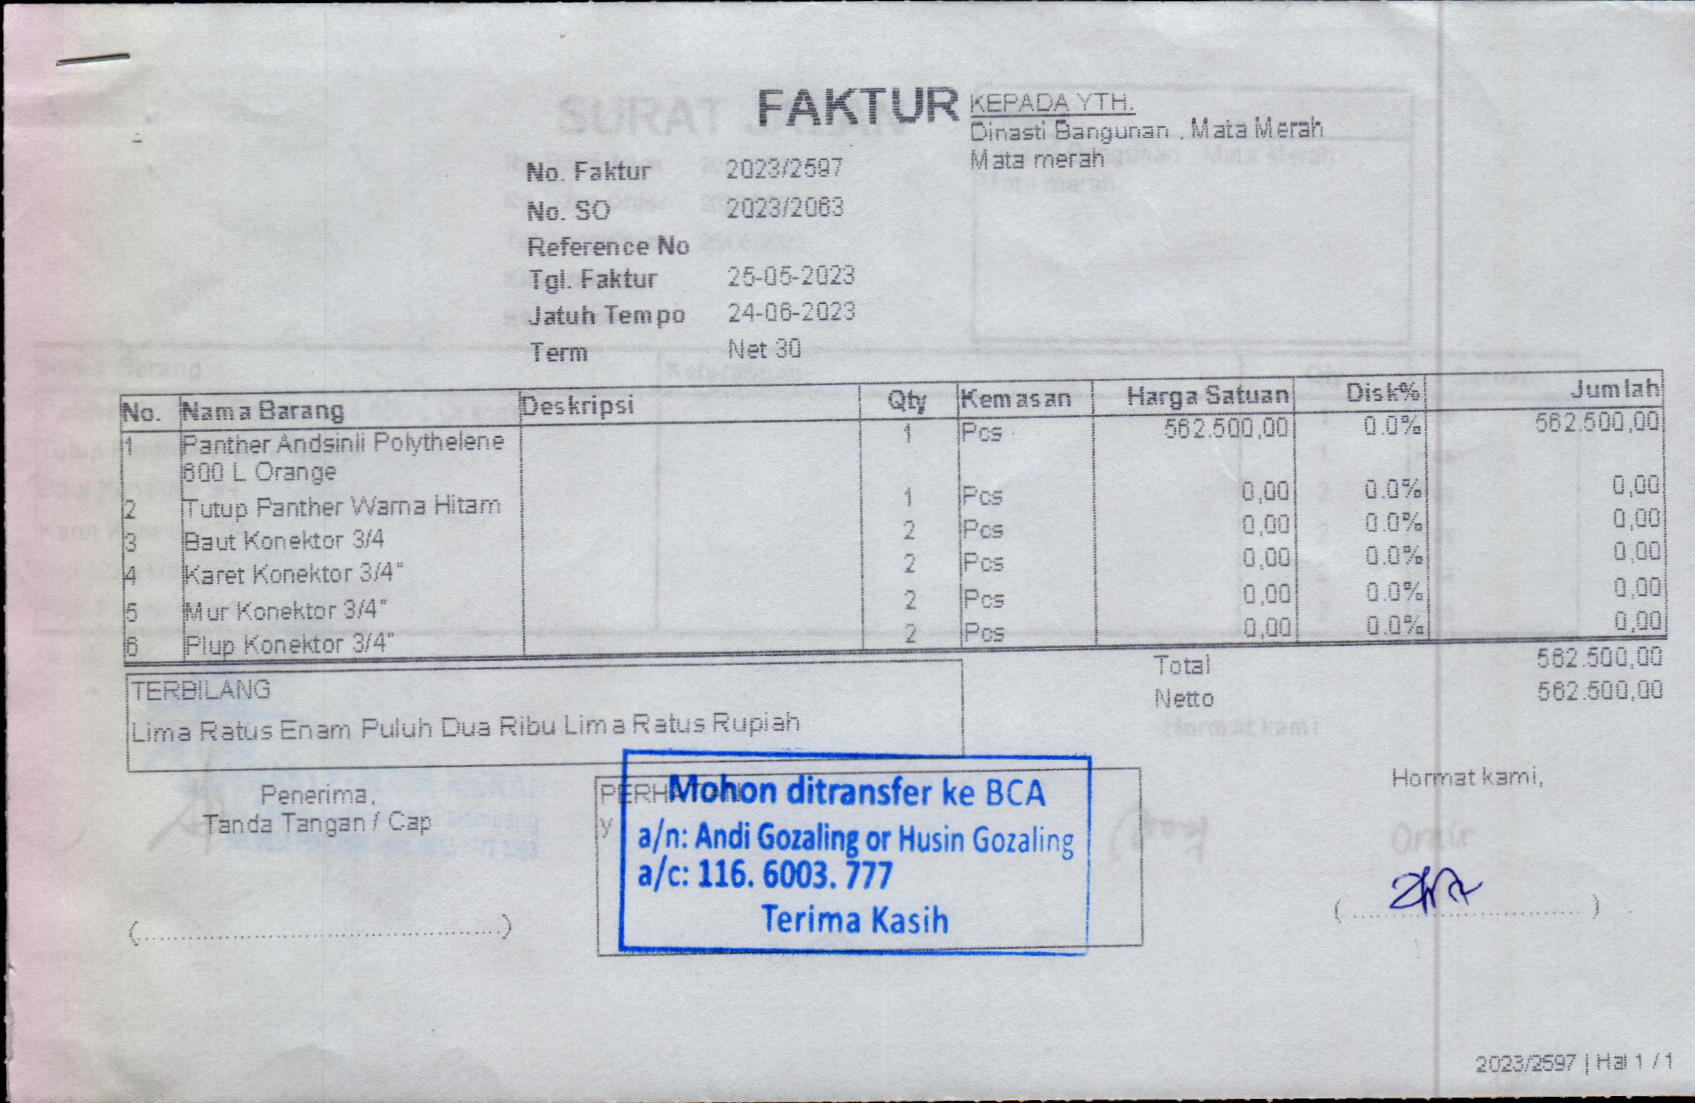 FAKTUR
KEPADA YTH.
Dinasti Bangunan . Mata Merah
Mata merah
No. Faktur 2023/2597
No. SO 2023/2063
Reference No
Tgl. Faktur 25-05-2023
Jatuh Tempo 24-06-2023
Term Net 30
No. Nama Barang Deskripsi Qty Kemasan Harga Satuan Disk% Jumlah
1 Panther Andsinli Polythelene 1 Pcs 562.500,00 0.0% 562.500,00
600 L Orange
2 Tutup Panther Warna Hitam 1 Pcs 0,00 0.0% 0,00
3 Baut Konektor 3/4 2 Pcs 0,00 0.0% 0,00
4 Karet Konektor 3/4" 2 Pcs 0,00 0.0% 0,00
5 Mur Konektor 3/4" 2 Pcs 0,00 0.0% 0,00
6 Plup Konektor 3/4" 2 Pcs 0,00 0.0% 0,00
Total 562.500,00
Netto 562.500,00
TERBILANG
Lima Ratus Enam Puluh Dua Ribu Lima Ratus Rupiah
Penerima,
Tanda Tangan / Cap
(..............................................)
Mohon ditransfer ke BCA
a/n: Andi Gozaling or Husin Gozaling
a/c: 116. 6003. 777
Terima Kasih
Hormat kami,
(..............................)
2023/2597 | Hal 1 / 1